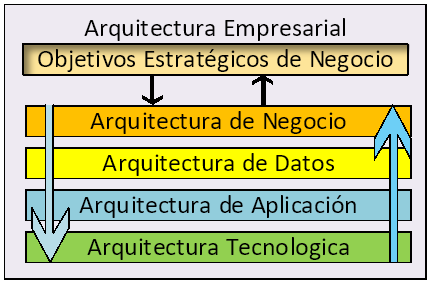 Arquitectura Empresarial
Objetivos Estratégicos de Negocio
Arquitectura de Negocio
Arquitectura de Datos
Arquitectura de Aplicación
Arquitectura Tecnologica